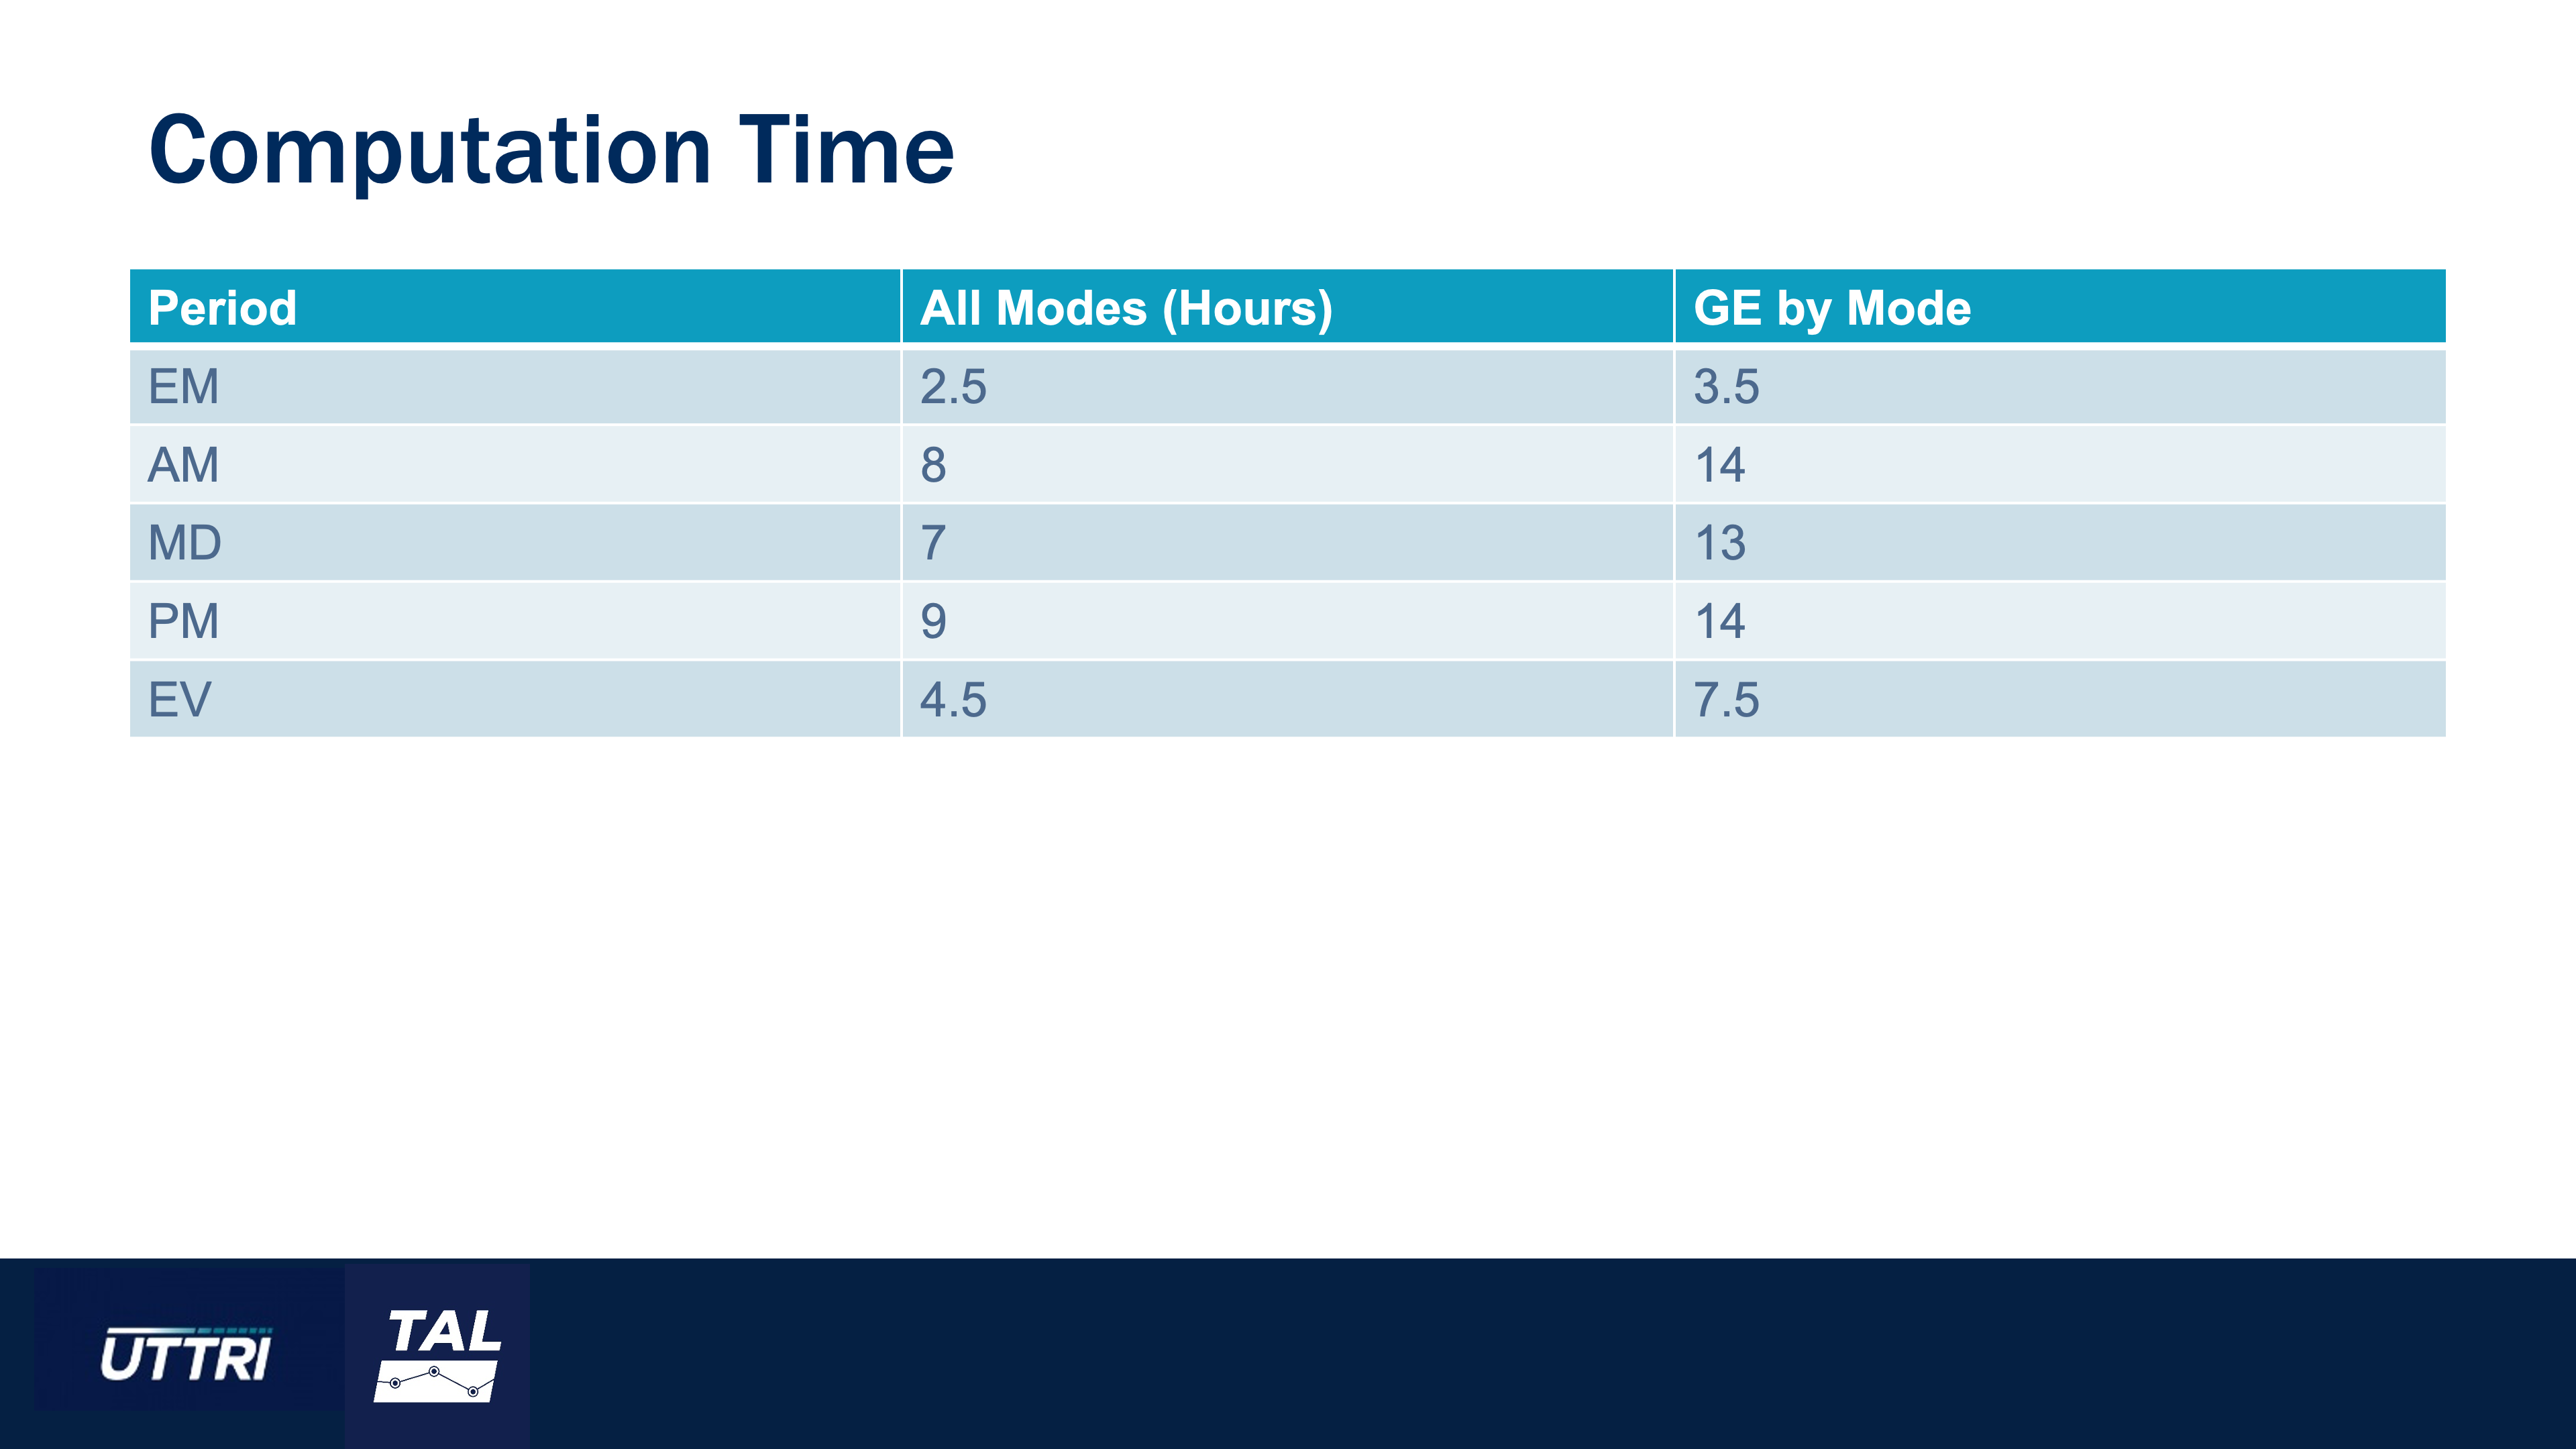 Computation Time
Period All Modes (Hours) GE by Mode
EM 2.5 3.5
AM 8 14
MD 7 13
PM 9 14
EV 4.5 7.5
UTTRI
TAL